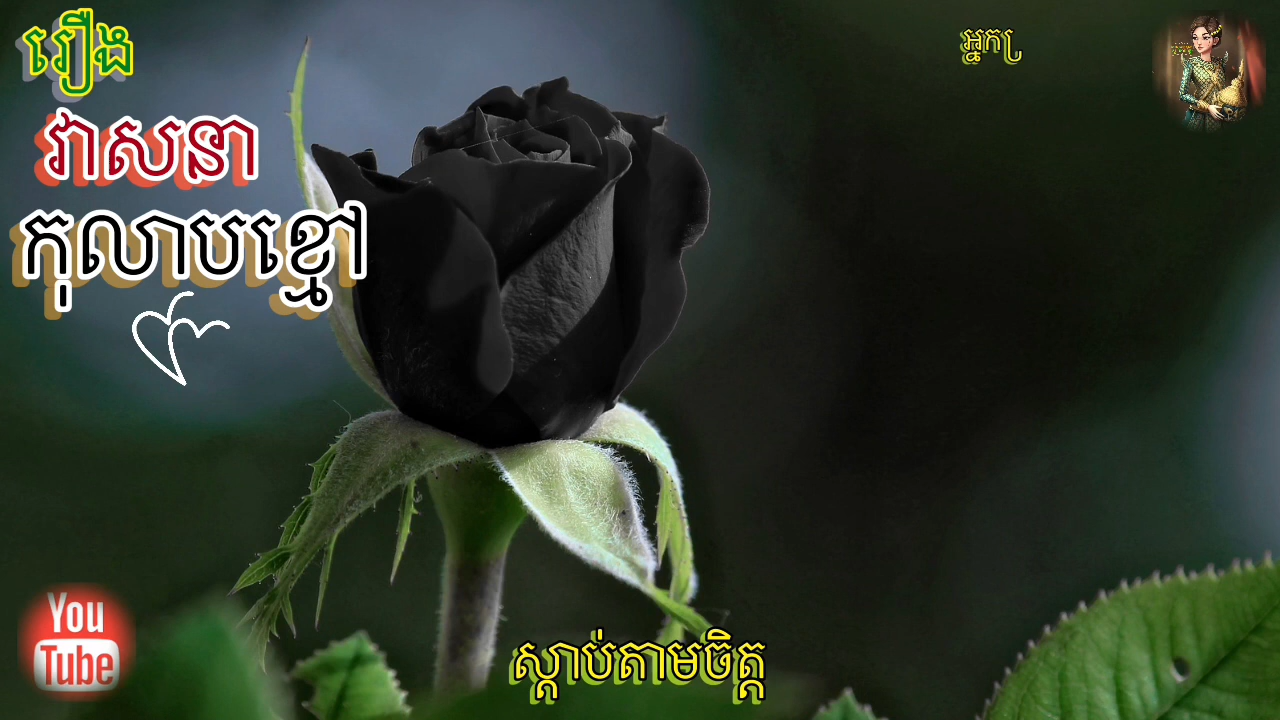 រឿង
វាសនា
កុលាបខ្មៅ
អ្នក្រ
You
Tube
ស្តាប់តាមចិត្ត